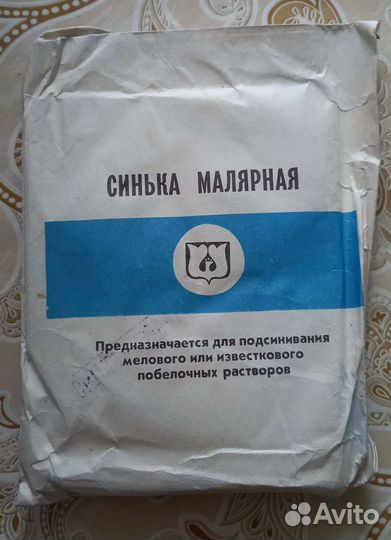 СИНЬКА МАЛЯРНАЯ
Предназначается для подсинивания
мелового или известкового
побелочных растворов
Avito